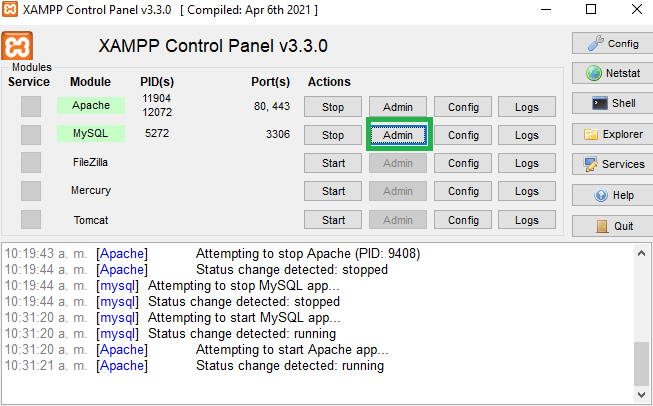 XAMPP Control Panel v3.3.0 [ Compiled: Apr 6th 2021 ]
XAMPP Control Panel v3.3.0
Config
Modules
Service Module PID(s) Port(s) Actions
Netstat
Apache 11904 12072 80, 443 Stop Admin Config Logs
Shell
MySQL 5272 3306 Stop Admin Config Logs
Explorer
FileZilla Start Admin Config Logs
Services
Mercury Start Admin Config Logs
Help
Tomcat Start Admin Config Logs
Quit
10:19:43 a. m. [Apache] Attempting to stop Apache (PID: 9408)
10:19:44 a. m. [Apache] Status change detected: stopped
10:19:44 a. m. [mysql] Attempting to stop MySQL app...
10:19:44 a. m. [mysql] Status change detected: stopped
10:31:20 a. m. [mysql] Attempting to start MySQL app...
10:31:20 a. m. [mysql] Status change detected: running
10:31:20 a. m. [Apache] Attempting to start Apache app...
10:31:21 a. m. [Apache] Status change detected: running